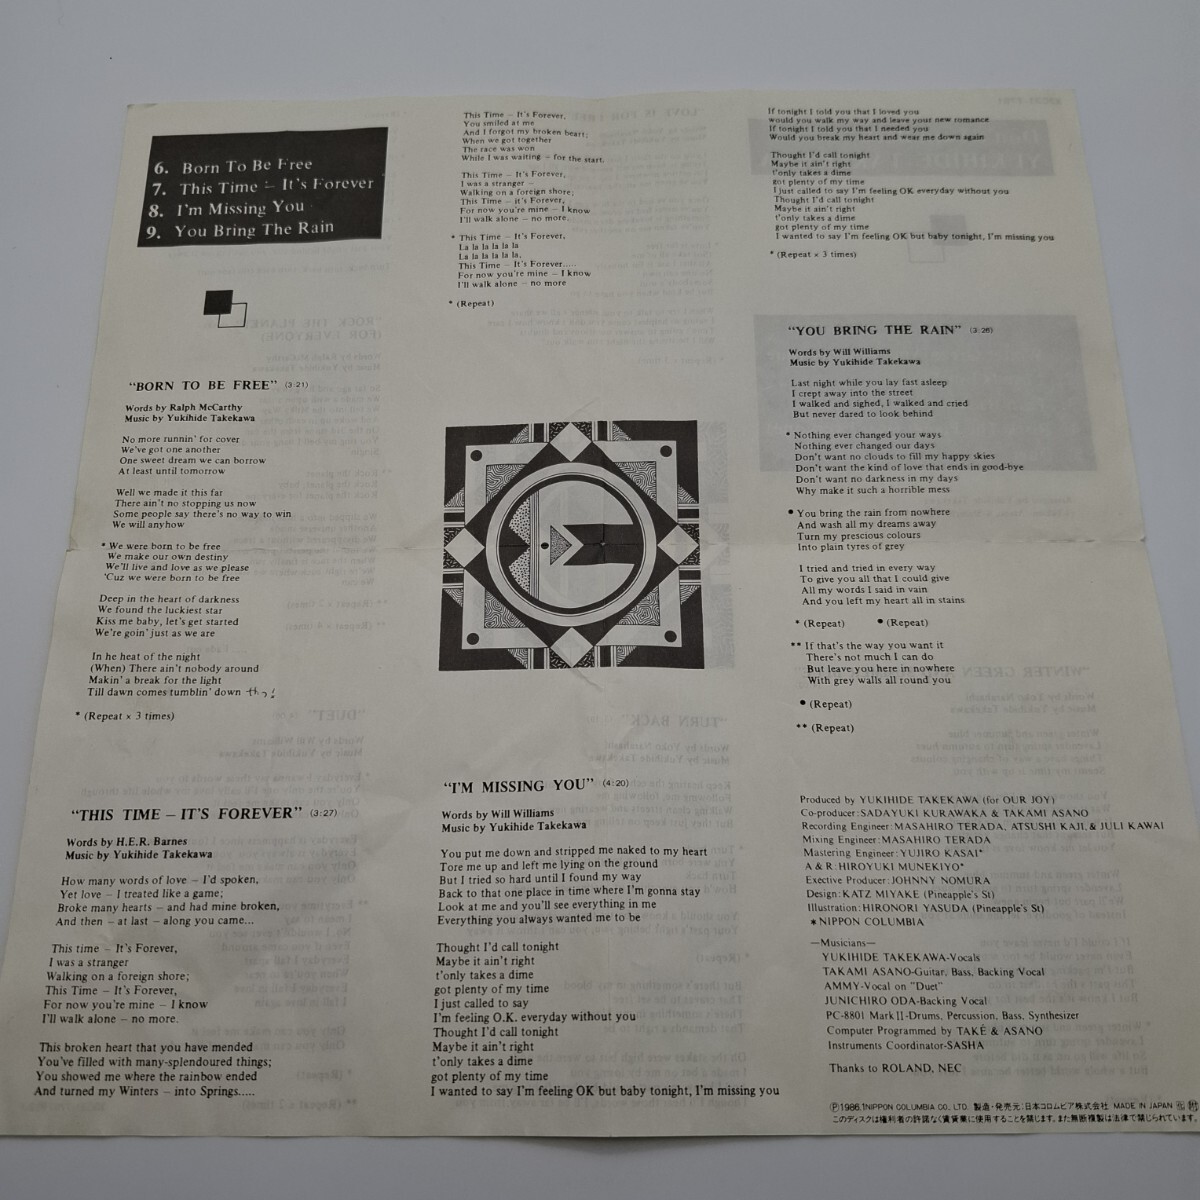 6. Born To Be Free
7. This Time – It's Forever
8. I'm Missing You
9. You Bring The Rain
"BORN TO BE FREE" (3:21)
Words by Ralph McCarthy
Music by Yukihide Takekawa
No more runnin' for cover
We've got one another
One sweet dream we can borrow
At least until tomorrow
Well we made it this far
There ain't no stopping us now
Some people say there's no way to win
We will anyhow
* We were born to be free
We make our own destiny
We'll live and love as we please
'Cuz we were born to be free
Deep in the heart of darkness
We found the luckiest star
Kiss me baby, let's get started
We're goin' just as we are
In he heat of the night
(When) There ain't nobody around
Makin' a break for the light
Till dawn comes tumblin' down
* (Repeat × 3 times)
"THIS TIME – IT'S FOREVER" (3:27)
Words by H.E.R. Barnes
Music by Yukihide Takekawa
How many words of love – I'd spoken,
Yet love – I treated like a game;
Broke many hearts – and had mine broken,
And then – at last – along you came...
This time – It's Forever,
I was a stranger
Walking on a foreign shore;
This Time – It's Forever,
For now you're mine – I know
I'll walk alone – no more.
This broken heart that you have mended
You've filled with many-splendoured things;
You showed me where the rainbow ended
And turned my Winters – into Springs.....
This Time – It's Forever,
You smiled at me
And I forgot my broken heart;
When we got together
The race was won
While I was waiting – for the start.
This Time – It's Forever,
I was a stranger –
Walking on a foreign shore;
This Time – it's Forever,
For now you're mine – I know
I'll walk alone – no more.
* This Time – It's Forever,
La la la la la la
La la la la la la,
This Time – It's Forever.....
For now you're mine – I know
I'll walk alone – no more
* (Repeat)
"I'M MISSING YOU" (4:20)
Words by Will Williams
Music by Yukihide Takekawa
You put me down and stripped me naked to my heart
Tore me up and left me lying on the ground
But I tried so hard until I found my way
Back to that one place in time where I'm gonna stay
Look at me and you'll see everything in me
Everything you always wanted me to be
Thought I'd call tonight
Maybe it ain't right
t'only takes a dime
got plenty of my time
I just called to say
I'm feeling O.K. everyday without you
Thought I'd call tonight
Maybe it ain't right
t'only takes a dime
got plenty of my time
I wanted to say I'm feeling OK but baby tonight, I'm missing you
If tonight I told you that I loved you
would you walk my way and leave your new romance
If tonight I told you that I needed you
Would you break my heart and wear me down again
Thought I'd call tonight
Maybe it ain't right
t'only takes a dime
got plenty of my time
I just called to say I'm feeling OK everyday without you
Thought I'd call tonight
Maybe it ain't right
t'only takes a dime
got plenty of my time
I wanted to say I'm feeling OK but baby tonight, I'm missing you
* (Repeat × 3 times)
"YOU BRING THE RAIN" (3:26)
Words by Will Williams
Music by Yukihide Takekawa
Last night while you lay fast asleep
I crept away into the street
I walked and sighed, I walked and cried
But never dared to look behind
* Nothing ever changed your ways
Nothing ever changed our days
Don't want no clouds to fill my happy skies
Don't want the kind of love that ends in good-bye
Don't want no darkness in my days
Why make it such a horrible mess
● You bring the rain from nowhere
And wash all my dreams away
Turn my prescious colours
Into plain tyres of grey
I tried and tried in every way
To give you all that I could give
All my words I said in vain
And you left my heart all in stains
* (Repeat) ● (Repeat)
** If that's the way you want it
There's not much I can do
But leave you here in nowhere
With grey walls all round you
● (Repeat)
** (Repeat)
Produced by YUKIHIDE TAKEKAWA (for OUR JOY)
Co-producer: SADAYUKI KURAWAKA & TAKAMI ASANO
Recording Engineer: MASAHIRO TERADA, ATSUSHI KAJI, & JULI KAWAI
Mixing Engineer: MASAHIRO TERADA
Mastering Engineer: YUJIRO KASAI*
A & R: HIROYUKI MUNEKIYO*
Exective Producer: JOHNNY NOMURA
Design: KATZ MIYAKE (Pineapple's St)
Illustration: HIRONORI YASUDA (Pineapple's St)
*NIPPON COLUMBIA
—Musicians—
YUKIHIDE TAKEKAWA-Vocals
TAKAMI ASANO-Guitar, Bass, Backing Vocal
AMMY-Vocal on "Duet"
JUNICHIRO ODA-Backing Vocal
PC-8801 Mark II-Drums, Percussion, Bass, Synthesizer
Computer Programmed by TAKÉ & ASANO
Instruments Coordinator-SASHA
Thanks to ROLAND, NEC
Ⓟ1986.1 NIPPON COLUMBIA CO., LTD. 製造・発売元:日本コロムビア株式会社 MADE IN JAPAN
このディスクは権利者の許諾なく賃貸業に使用することを禁じます。また無断複製は法律で禁じられています。